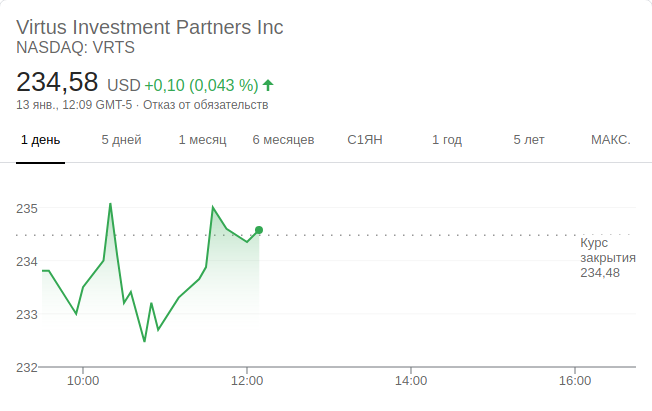 Virtus Investment Partners Inc
NASDAQ: VRTS
234,58 USD +0,10 (0,043 %)
13 янв., 12:09 GMT-5 · Отказ от обязательств
1 день 5 дней 1 месяц 6 месяцев С1ЯН 1 год 5 лет МАКС.
235
Курс
закрытия
234
234,48
233
232
10:00 12:00 14:00 16:00